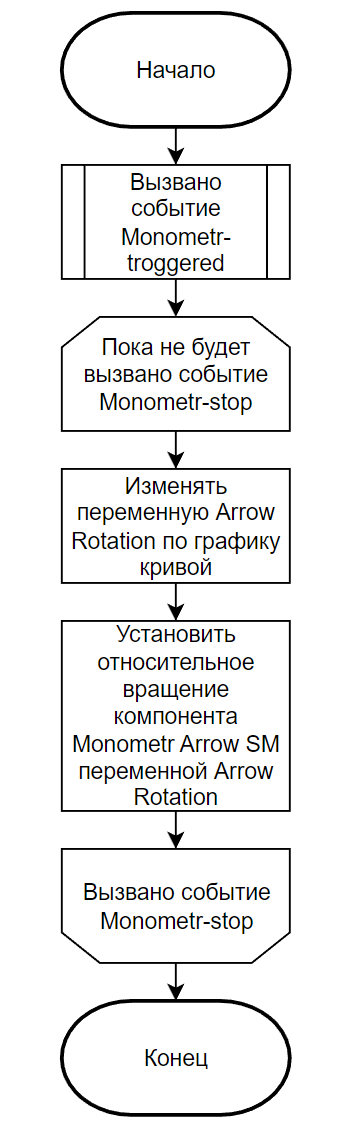 Начало
Вызвано
событие
Monometr-
troggered
Пока не будет
вызвано событие
Monometr-stop
Изменять
переменную Arrow
Rotation по графику
кривой
Установить
относительное
вращение
компонента
Monometr Arrow SM
переменной Arrow
Rotation
Вызвано событие
Monometr-stop
Конец